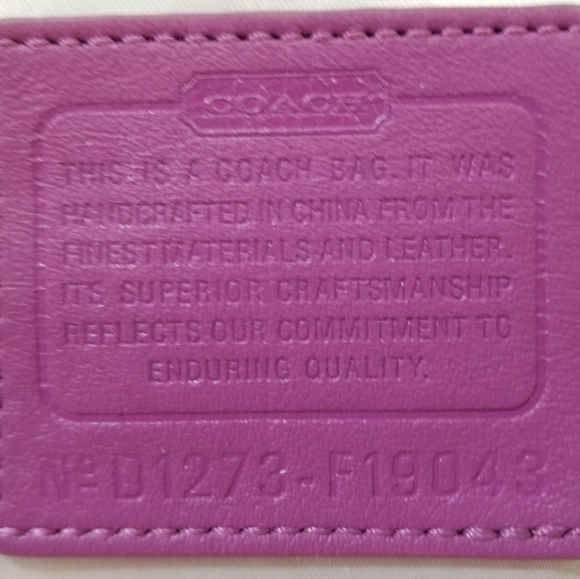 COACH
THIS IS A COACH BAG. IT WAS
HANDCRAFTED IN CHINA FROM THE
FINEST MATERIALS AND LEATHER.
ITS SUPERIOR CRAFTSMANSHIP
REFLECTS OUR COMMITMENT TO
ENDURING QUALITY.
Nº D1273-F19043